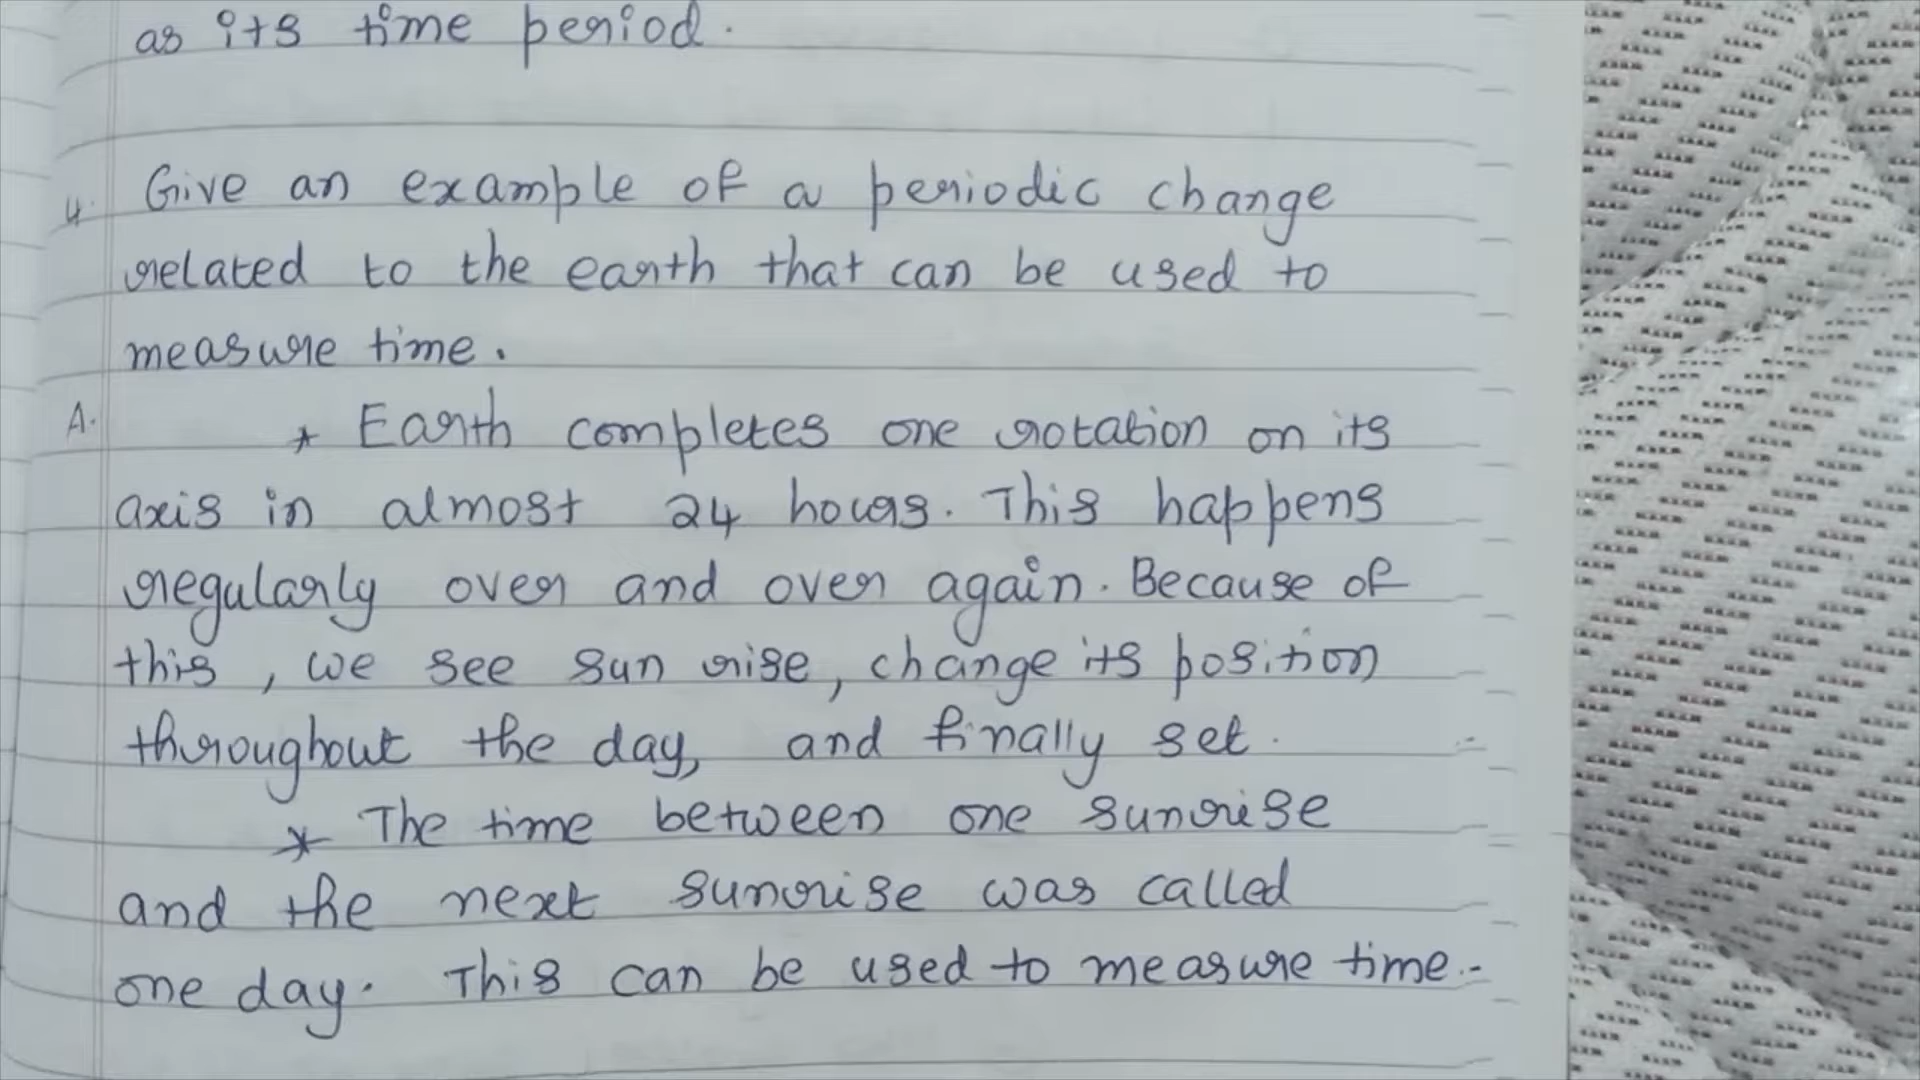 as its time period.
4. Give an example of a periodic change
related to the earth that can be used to
measure time.
A. * Earth completes one rotation on its
axis in almost 24 hours. This happens
regularly over and over again. Because of
this, we see sun rise, change its position
throughout the day, and finally set.
* The time between one sunrise
and the next sunrise was called
one day. This can be used to measure time.-